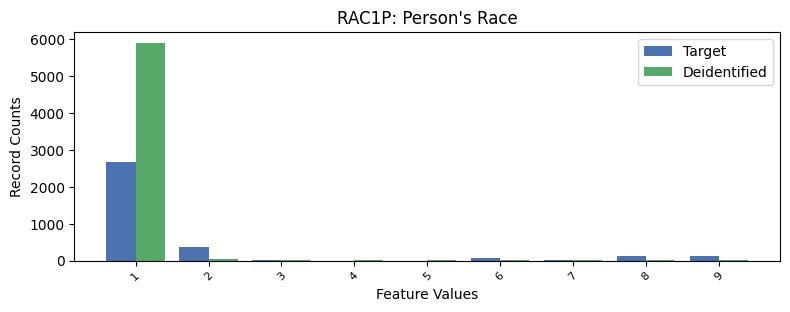 RAC1P: Person's Race
Target
Deidentified
Record Counts
6000
5000
4000
3000
2000
1000
0
1 2 3 4 5 6 7 8 9
Feature Values